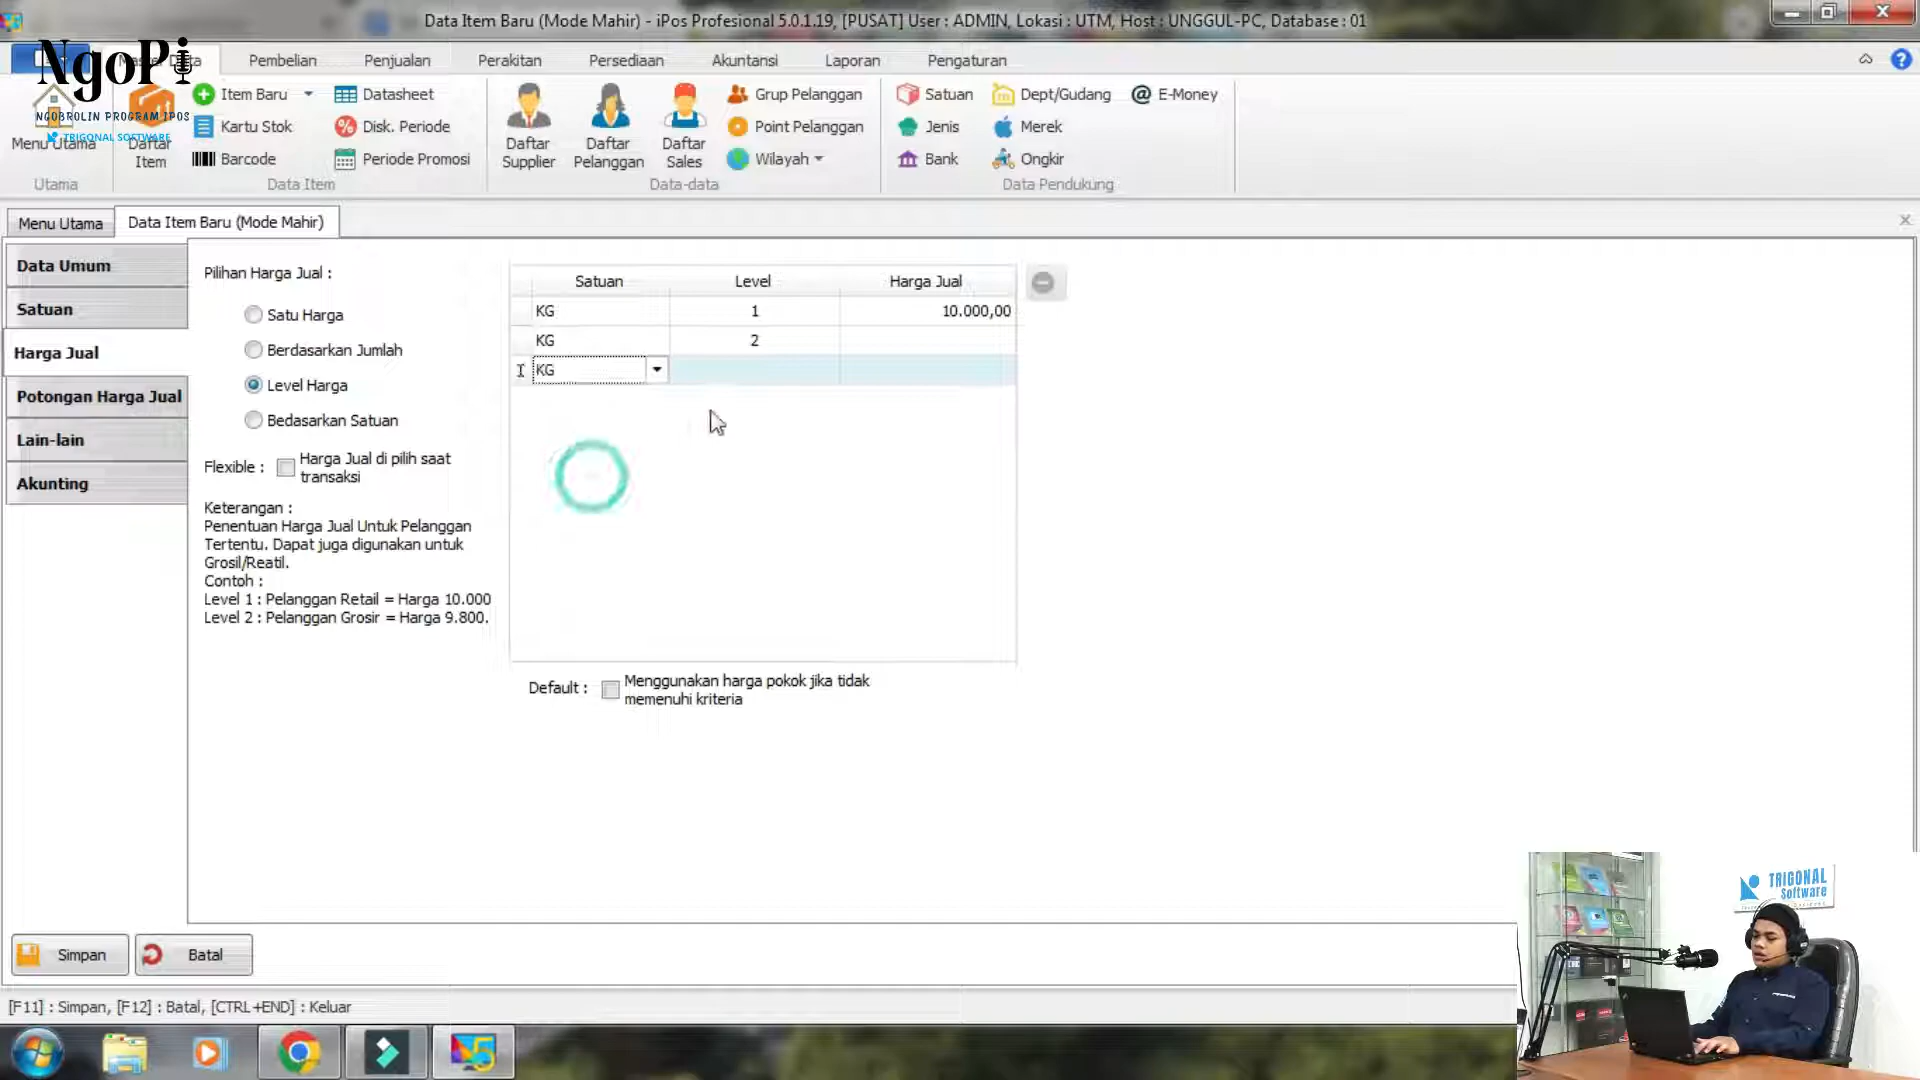 Data Item Baru (Mode Mahir) - iPos Profesional 5.0.1.19, [PUSAT] User : ADMIN, Lokasi : UTM, Host : UNGGUL-PC, Database : 01
NgoPi
NGOBROLIN PROGRAM IPOS
TRIGONAL SOFTWARE
Pembelian
Penjualan
Perakitan
Persediaan
Akuntansi
Laporan
Pengaturan
Menu Utama
Utama
Daftar Item
Item Baru
Kartu Stok
Barcode
Datasheet
Disk. Periode
Periode Promosi
Data Item
Daftar Supplier
Daftar Pelanggan
Daftar Sales
Grup Pelanggan
Point Pelanggan
Wilayah
Data-data
Satuan
Jenis
Bank
Dept/Gudang
Merek
Ongkir
E-Money
Data Pendukung
Menu Utama
Data Item Baru (Mode Mahir)
Data Umum
Satuan
Harga Jual
Potongan Harga Jual
Lain-lain
Akunting
Pilihan Harga Jual :
Satu Harga
Berdasarkan Jumlah
Level Harga
Bedasarkan Satuan
Flexible :
Harga Jual di pilih saat
transaksi
Keterangan :
Penentuan Harga Jual Untuk Pelanggan
Tertentu. Dapat juga digunakan untuk
Grosil/Reatil.
Contoh :
Level 1 : Pelanggan Retail = Harga 10.000
Level 2 : Pelanggan Grosir = Harga 9.800.
Satuan Level Harga Jual
KG 1 10.000,00
KG 2
KG
Default :
Menggunakan harga pokok jika tidak
memenuhi kriteria
Simpan
Batal
[F11] : Simpan, [F12] : Batal, [CTRL+END] : Keluar
TRIGONAL
Software